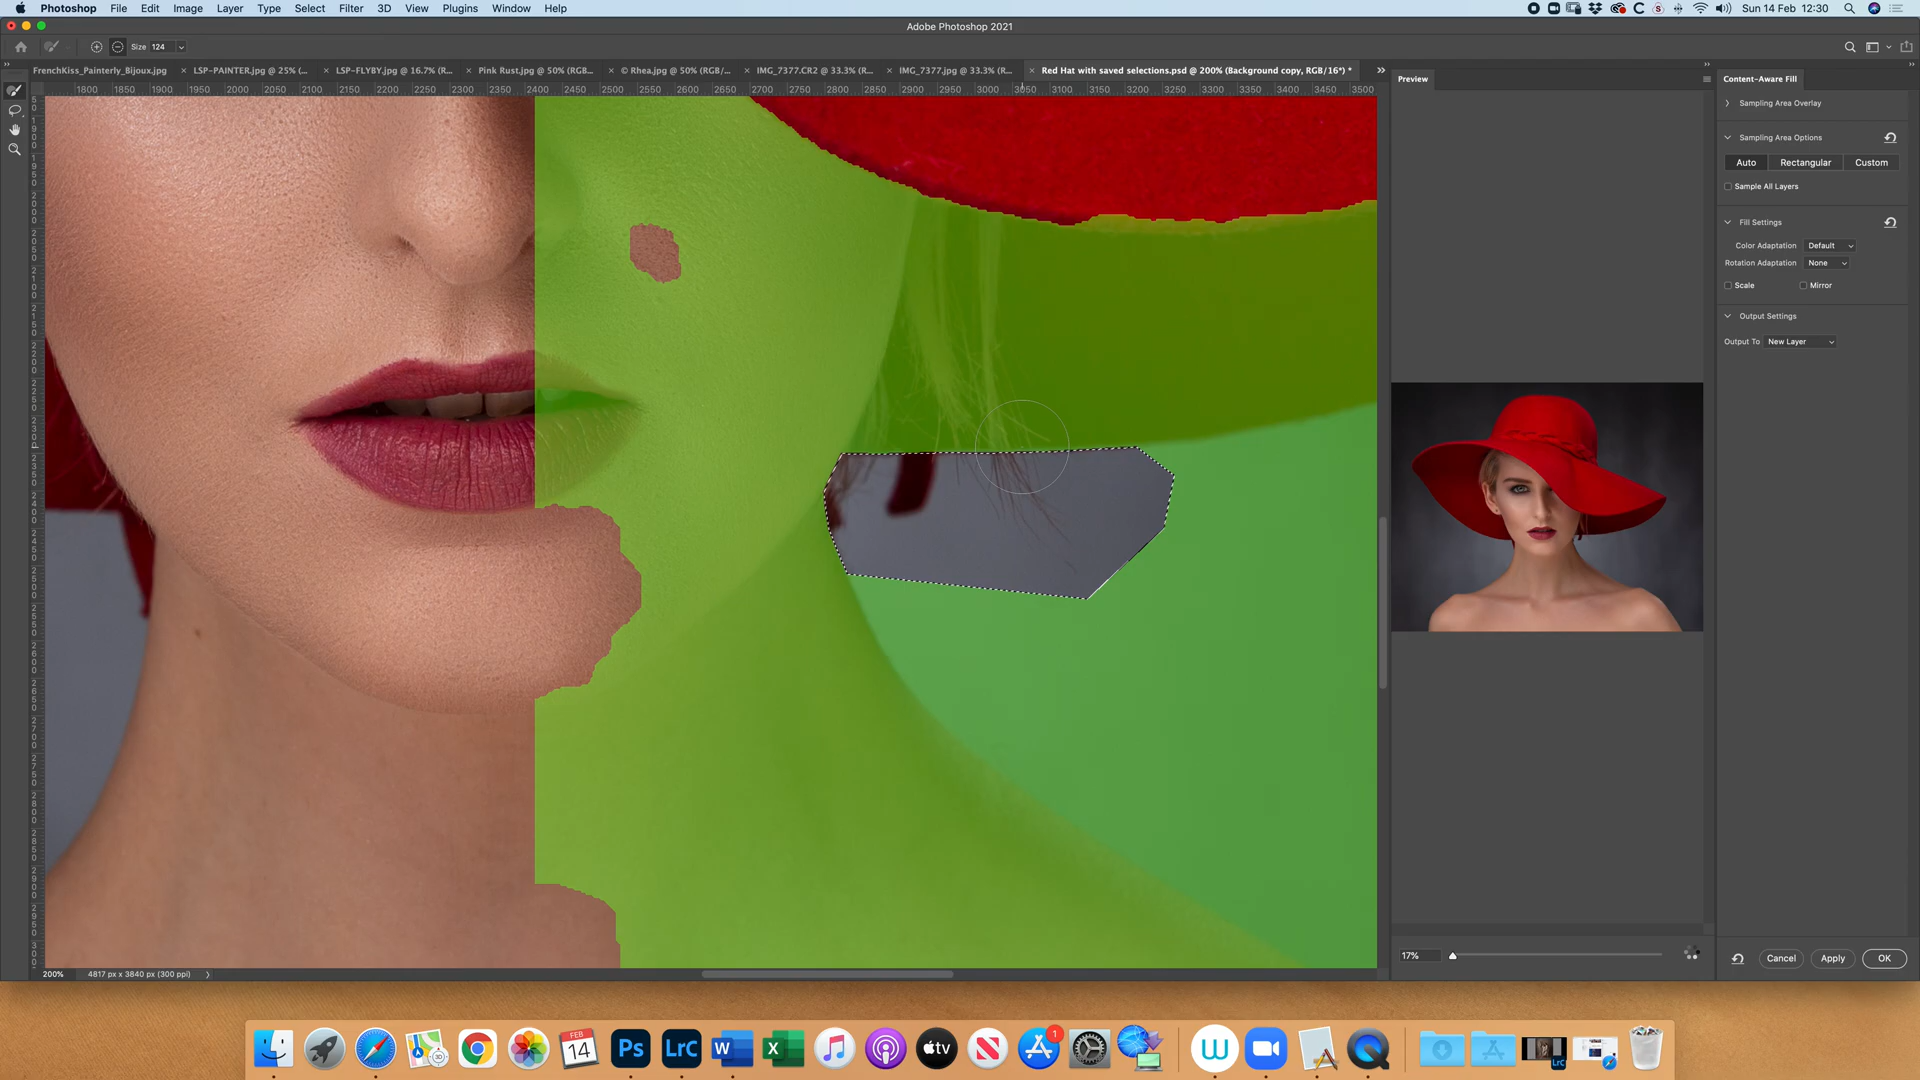 Photoshop File Edit Image Layer Type Select Filter 3D View Plugins Window Help
Sun 14 Feb 12:30
Adobe Photoshop 2021
Size 124
FrenchKiss_Painterly_Bijoux.jpg
LSP-PAINTER.jpg @ 25% (...
LSP-FLYBY.jpg @ 16.7% (R...
Pink Rust.jpg @ 50% (RGB...
© Rhea.jpg @ 50% (RGB/...
IMG_7377.CR2 @ 33.3% (R...
IMG_7377.jpg @ 33.3% (R...
Red Hat with saved selections.psd @ 200% (Background copy, RGB/16*) *
Preview
Content-Aware Fill
1800 1850 1900 1950 2000 2050 2100 2150 2200 2250 2300 2350 2400 2450 2500 2550 2600 2650 2700 2750 2800 2850 2900 2950 3000 3050 3100 3150 3200 3250 3300 3350 3400 3450 3500
Sampling Area Overlay
Sampling Area Options
Auto Rectangular Custom
Sample All Layers
Fill Settings
Color Adaptation Default
Rotation Adaptation None
Scale Mirror
Output Settings
Output To New Layer
17%
Cancel Apply OK
200% 4817 px x 3840 px (300 ppi)
FEB
14
Ps
LrC
W
X
tv
1
LrC